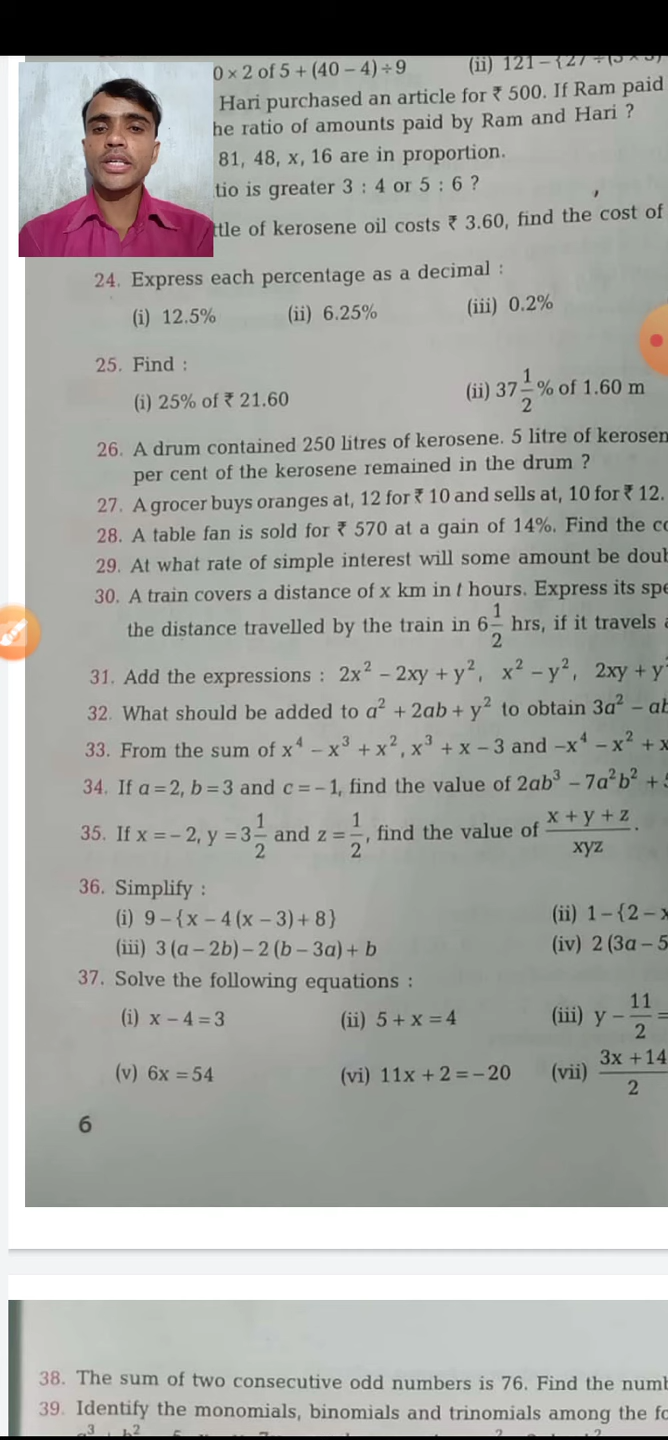 0 × 2 of 5 + (40 – 4) ÷ 9 (ii) 121 – {27 ÷ (3 × 3)
Hari purchased an article for ₹ 500. If Ram paid
he ratio of amounts paid by Ram and Hari ?
81, 48, x, 16 are in proportion.
tio is greater 3 : 4 or 5 : 6 ?
ttle of kerosene oil costs ₹ 3.60, find the cost of
24. Express each percentage as a decimal :
(i) 12.5% (ii) 6.25% (iii) 0.2%
25. Find :
(i) 25% of ₹ 21.60 (ii) 37 1/2 % of 1.60 m
26. A drum contained 250 litres of kerosene. 5 litre of kerosen
per cent of the kerosene remained in the drum ?
27. A grocer buys oranges at, 12 for ₹ 10 and sells at, 10 for ₹ 12.
28. A table fan is sold for ₹ 570 at a gain of 14%. Find the co
29. At what rate of simple interest will some amount be doub
30. A train covers a distance of x km in t hours. Express its spe
the distance travelled by the train in 6 1/2 hrs, if it travels a
31. Add the expressions : 2x² – 2xy + y², x² – y², 2xy + y²
32. What should be added to a² + 2ab + y² to obtain 3a² – ab
33. From the sum of x⁴ – x³ + x², x³ + x – 3 and –x⁴ – x² + x
34. If a = 2, b = 3 and c = – 1, find the value of 2ab³ – 7a²b² + 5
35. If x = – 2, y = 3 1/2 and z = 1/2, find the value of x + y + z / xyz.
36. Simplify :
(i) 9 – {x – 4 (x – 3) + 8} (ii) 1 – {2 – x
(iii) 3 (a – 2b) – 2 (b – 3a) + b (iv) 2 (3a – 5
37. Solve the following equations :
(i) x – 4 = 3 (ii) 5 + x = 4 (iii) y – 11/2 =
(v) 6x = 54 (vi) 11x + 2 = – 20 (vii) 3x + 14 / 2
6
38. The sum of two consecutive odd numbers is 76. Find the numb
39. Identify the monomials, binomials and trinomials among the fo